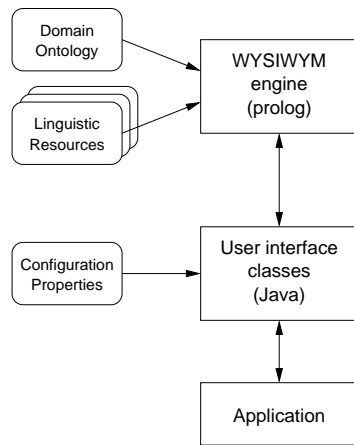 Domain
Ontology
WYSIWYM
engine
(prolog)
Linguistic
Resources
User interface
classes
(Java)
Configuration
Properties
Application